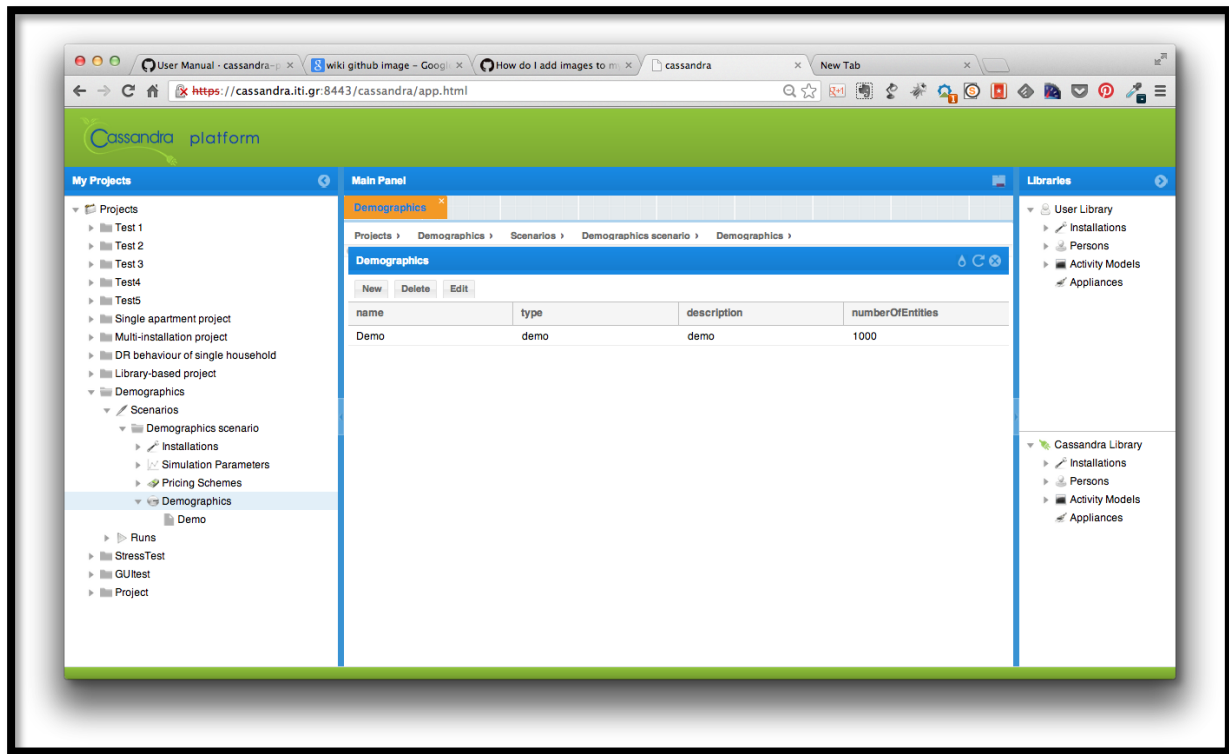 User Manual · cassandra-p
wiki github image – Googl
How do I add images to m
cassandra
New Tab
https://cassandra.iti.gr:8443/cassandra/app.html
Cassandra platform
My Projects
Projects
Test 1
Test 2
Test 3
Test4
Test5
Single apartment project
Multi-installation project
DR behaviour of single household
Library-based project
Demographics
Scenarios
Demographics scenario
Installations
Simulation Parameters
Pricing Schemes
Demographics
Demo
Runs
StressTest
GUItest
Project
Main Panel
Demographics
Projects › Demographics › Scenarios › Demographics scenario › Demographics ›
Demographics
New Delete Edit
name type description numberOfEntities
Demo demo demo 1000
Libraries
User Library
Installations
Persons
Activity Models
Appliances
Cassandra Library
Installations
Persons
Activity Models
Appliances